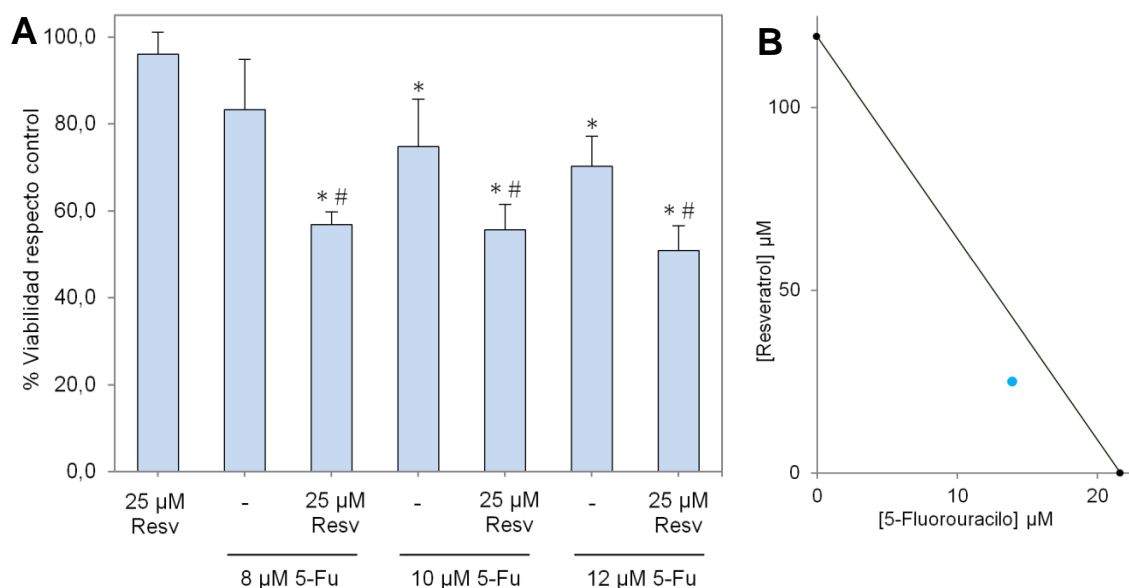 A
% Viabilidad respecto control
100,0
80,0
60,0
40,0
20,0
0,0
*
* #
*
* #
* #
25 µM
Resv
-
25 µM
Resv
-
25 µM
Resv
-
25 µM
Resv
8 µM 5-Fu
10 µM 5-Fu
12 µM 5-Fu
B
[Resveratrol] µM
100
50
0
0
10
20
[5-Fluorouracilo] µM